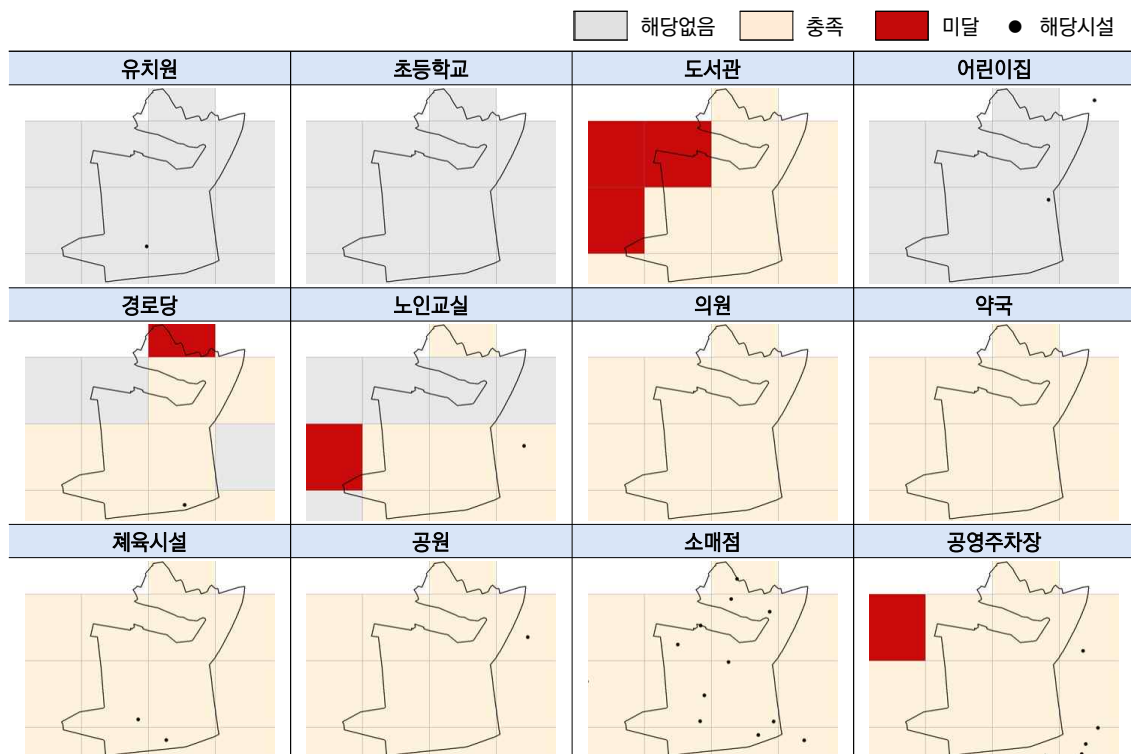 해당없음 충족 미달 해당시설
유치원 초등학교 도서관 어린이집
경로당 노인교실 의원 약국
체육시설 공원 소매점 공영주차장